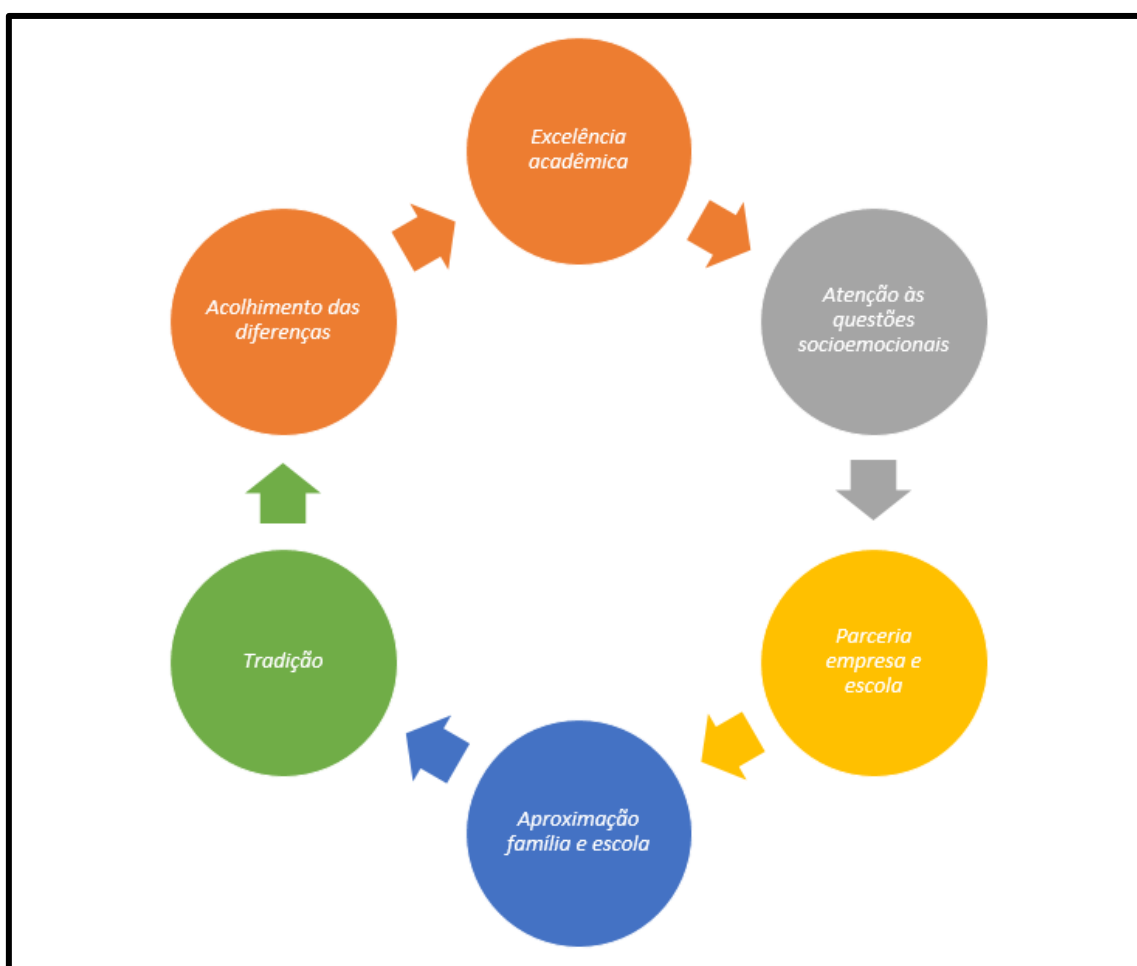 Excelência
acadêmica
Atenção às
questões
socioemocionais
Parceria
empresa e
escola
Aproximação
família e escola
Tradição
Acolhimento das
diferenças